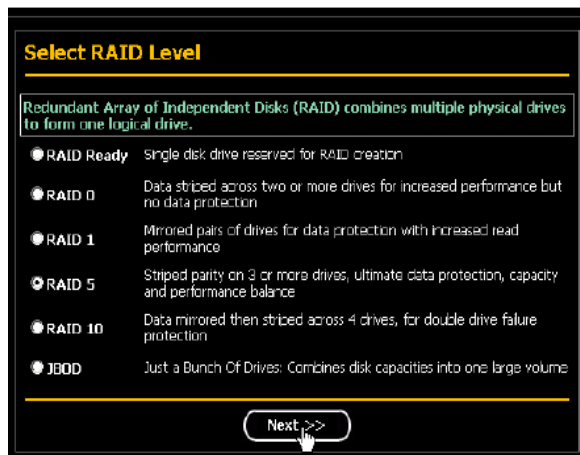 Select RAID Level
Redundant Array of Independent Disks (RAID) combines multiple physical drives
to form one logical drive.
RAID Ready Single disk drive reserved for RAID creation
RAID 0 Data striped across two or more drives for increased performance but
no data protection
RAID 1 Mirrored pairs of drives for data protection with increased read
performance
RAID 5 Striped parity on 3 or more drives, ultimate data protection, capacity
and performance balance
RAID 10 Data mirrored then striped across 4 drives, for double drive failure
protection
JBOD Just a Bunch Of Drives: Combines disk capacities into one large volume
Next >>